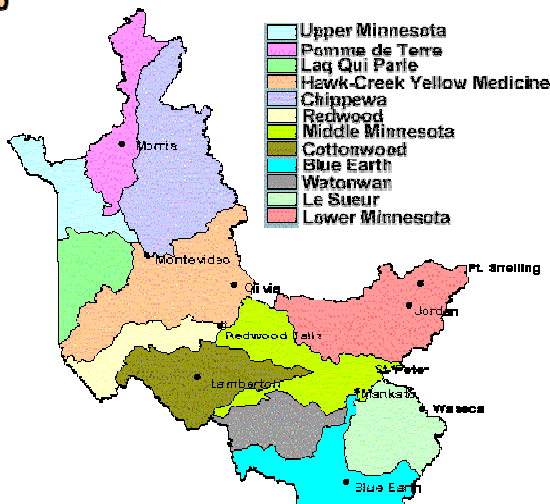 Upper Minnesota
Pomme de Terre
Laq Qui Parle
Hawk-Creek Yellow Medicine
Chippewa
Redwood
Middle Minnesota
Cottonwood
Blue Earth
Watonwan
Le Sueur
Lower Minnesota
Morris
Montevideo
Olivia
Ft. Snelling
Jordan
Redwood Falls
St. Peter
Lamberton
Mankato
Waseca
Blue Earth